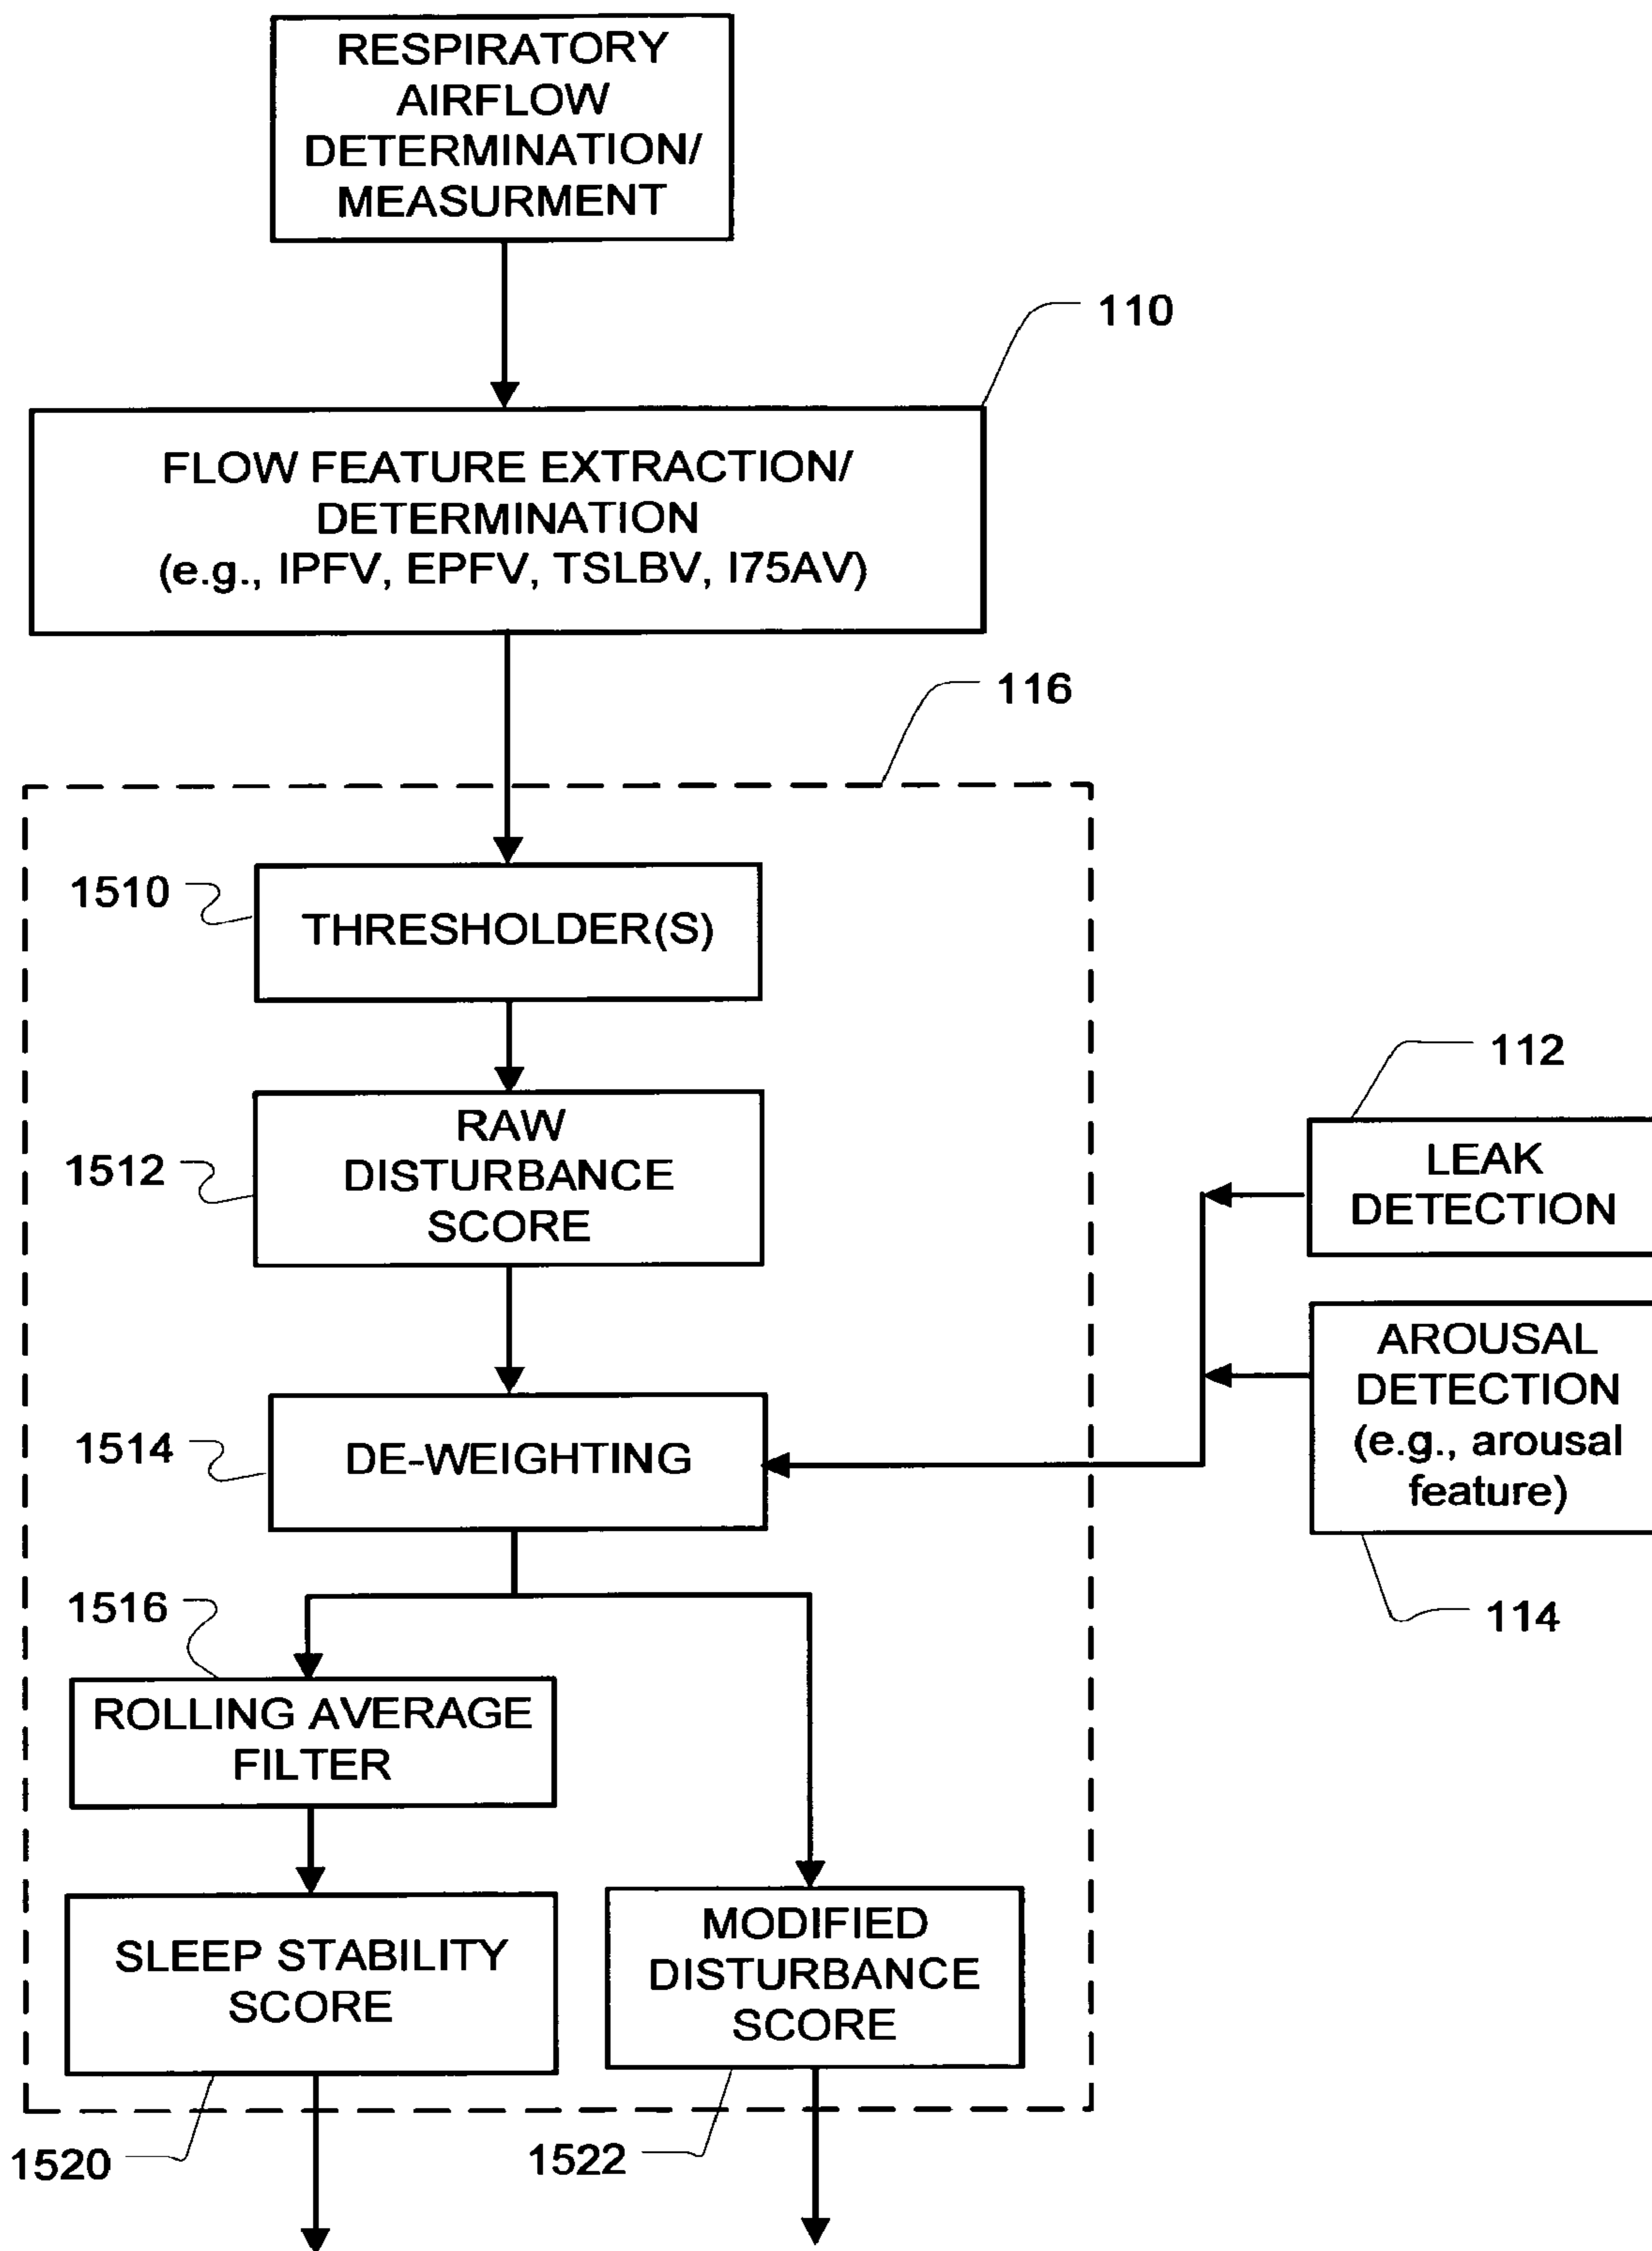 RESPIRATORY
AIRFLOW
DETERMINATION/
MEASURMENT
110
FLOW FEATURE EXTRACTION/
DETERMINATION
(e.g., IPFV, EPFV, TSLBV, I75AV)
116
1510
THRESHOLDER(S)
112
1512
RAW
DISTURBANCE
SCORE
LEAK
DETECTION
1514
DE-WEIGHTING
AROUSAL
DETECTION
(e.g., arousal
feature)
114
1516
ROLLING AVERAGE
FILTER
SLEEP STABILITY
SCORE
MODIFIED
DISTURBANCE
SCORE
1520
1522